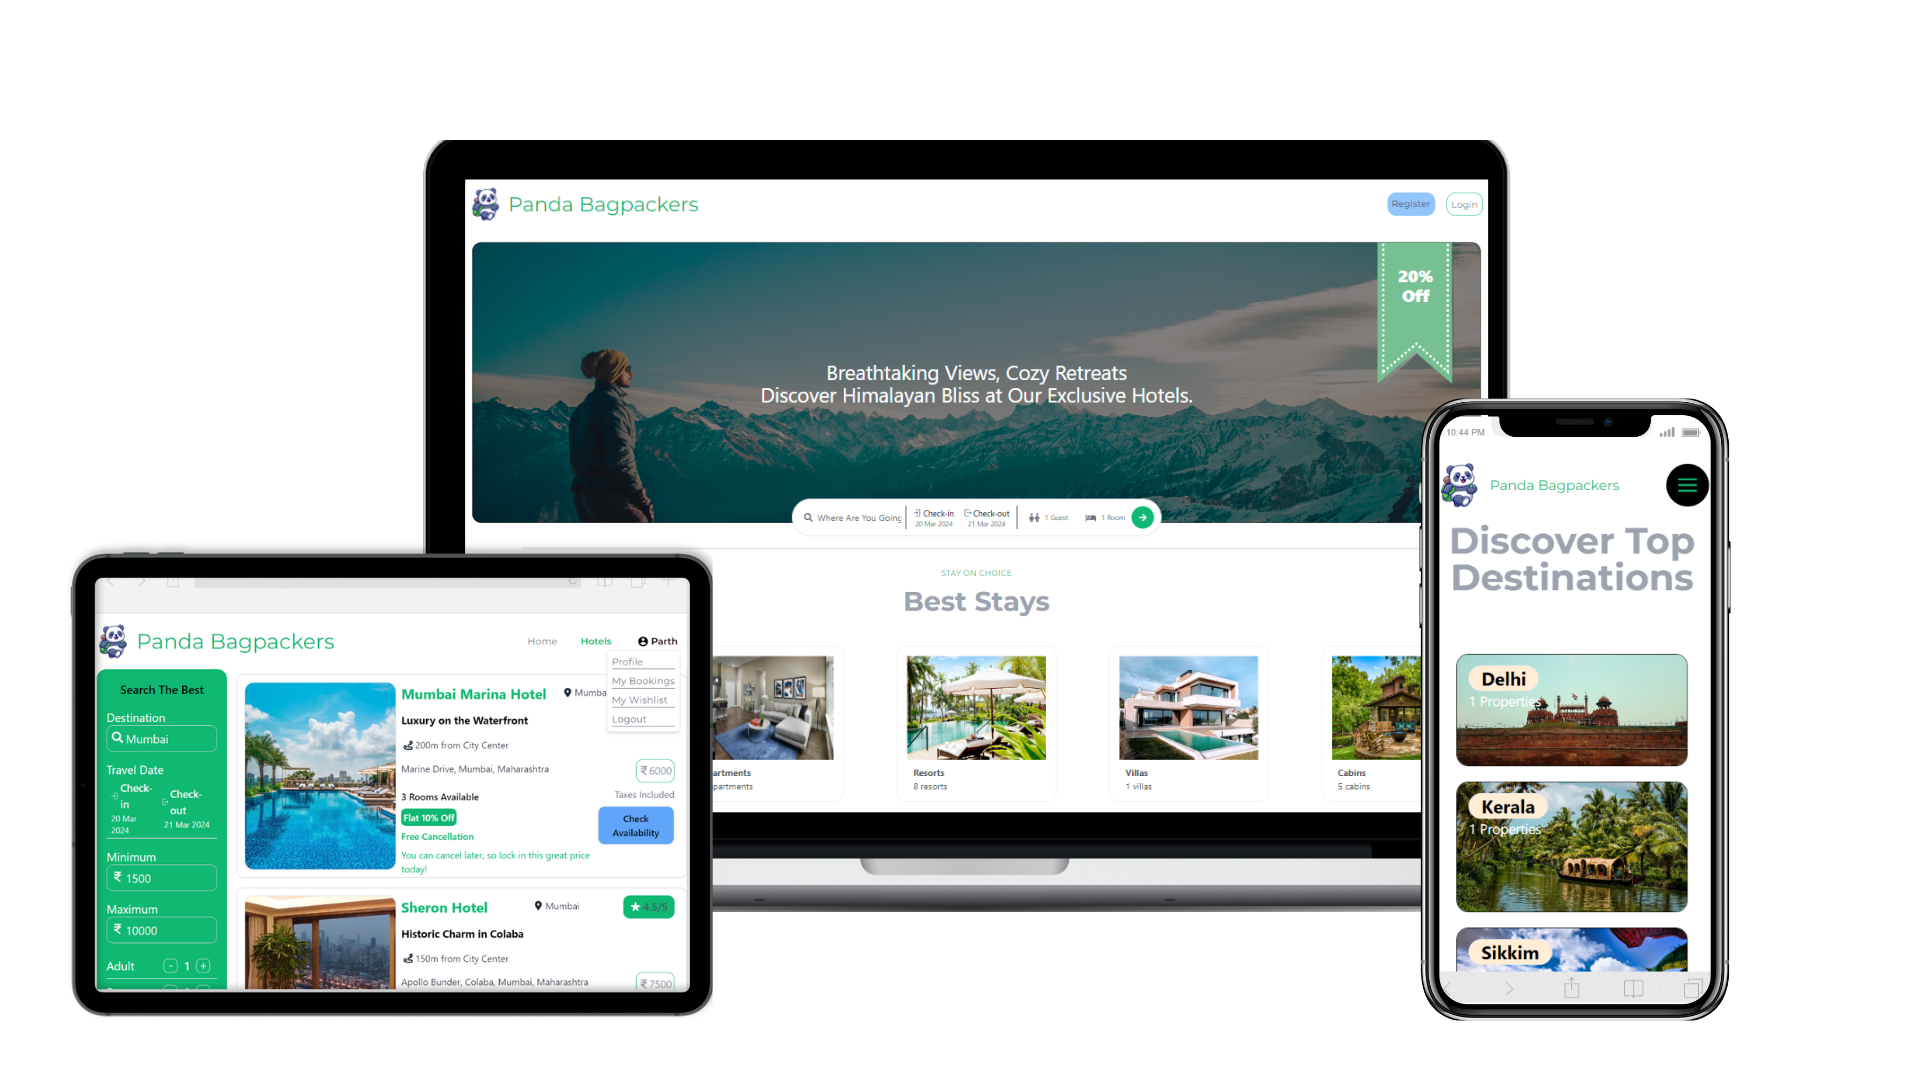 Panda Bagpackers
Register
Login
20%
Off
Breathtaking Views, Cozy Retreats
Discover Himalayan Bliss at Our Exclusive Hotels.
Where Are You Going
Check-in
20 Mar 2024
Check-out
21 Mar 2024
1 Guest
1 Room
STAY ON CHOICE
Best Stays
artments
partments
Resorts
8 resorts
Villas
1 villas
Cabins
5 cabins
Panda Bagpackers
Home
Hotels
Parth
Profile
My Bookings
My Wishlist
Logout
Search The Best
Destination
Mumbai
Travel Date
Check-
in
20 Mar
2024
Check-
out
21 Mar 2024
Minimum
₹ 1500
Maximum
₹ 10000
Adult
- 1 +
Mumbai Marina Hotel
Mumba
Luxury on the Waterfront
200m from City Center
Marine Drive, Mumbai, Maharashtra
₹ 6000
3 Rooms Available
Taxes Included
Flat 10% Off
Check
Availability
Free Cancellation
You can cancel later, so lock in this great price
today!
Sheron Hotel
Mumbai
4.5/5
Historic Charm in Colaba
150m from City Center
Apollo Bunder, Colaba, Mumbai, Maharashtra
₹ 7500
10:44 PM
Panda Bagpackers
Discover Top
Destinations
Delhi
1 Properties
Kerala
1 Properties
Sikkim